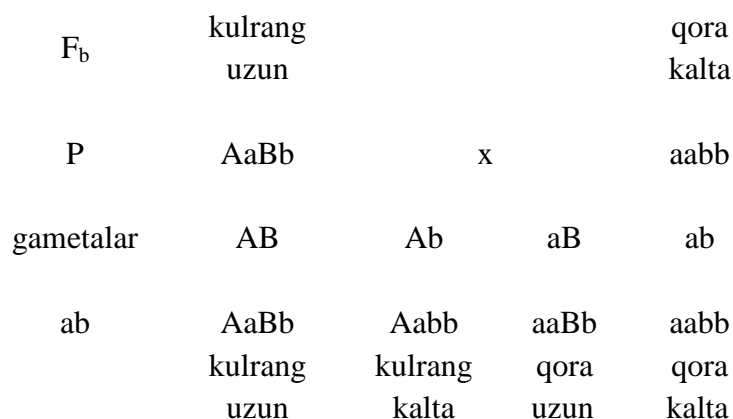 F_b kulrang uzun qora kalta
P AaBb x aabb
gametalar AB Ab aB ab
ab AaBb Aabb aaBb aabb
kulrang kulrang qora qora
uzun kalta uzun kalta